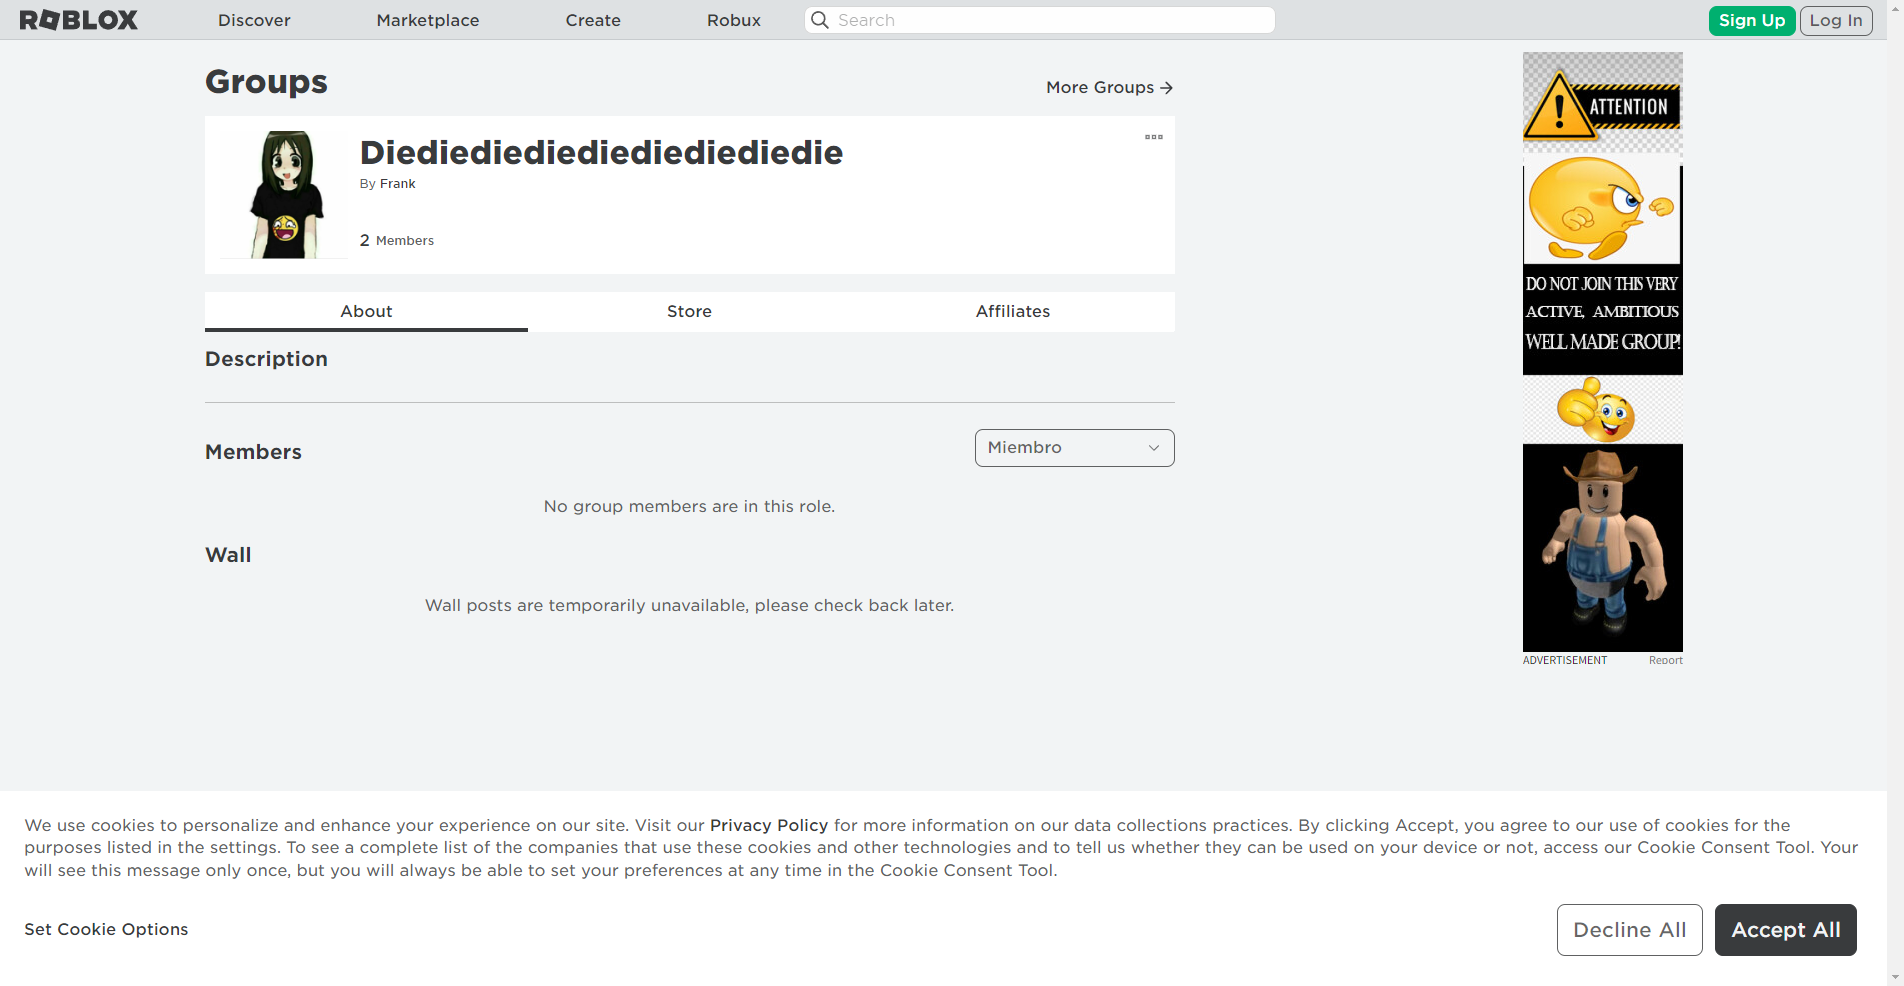 ROBLOX
Discover
Marketplace
Create
Robux
Search
Sign Up
Log In
Groups
More Groups
Diediediediediediediediedie
By Frank
2 Members
About
Store
Affiliates
Description
Members
Miembro
No group members are in this role.
Wall
Wall posts are temporarily unavailable, please check back later.
ATTENTION
DO NOT JOIN THIS VERY
ACTIVE, AMBITIOUS
WELL MADE GROUP!
ADVERTISEMENT
Report
We use cookies to personalize and enhance your experience on our site. Visit our Privacy Policy for more information on our data collections practices. By clicking Accept, you agree to our use of cookies for the
purposes listed in the settings. To see a complete list of the companies that use these cookies and other technologies and to tell us whether they can be used on your device or not, access our Cookie Consent Tool. Your
will see this message only once, but you will always be able to set your preferences at any time in the Cookie Consent Tool.
Set Cookie Options
Decline All
Accept All